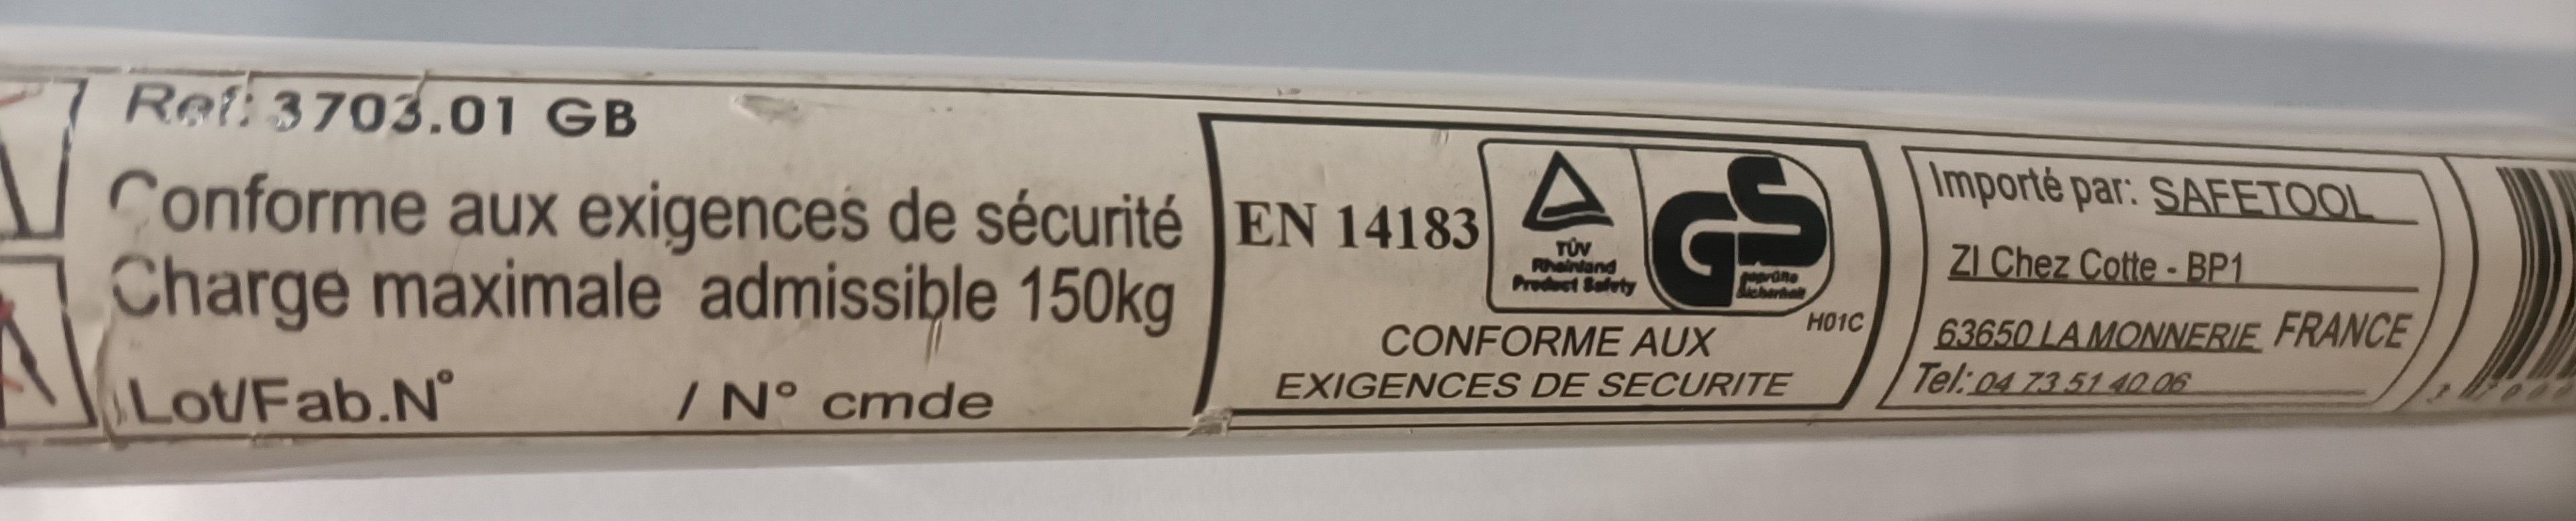 Ref: 3703.01 GB
Conforme aux exigences de sécurité
Charge maximale admissible 150kg
Lot/Fab.N° / N° cmde
EN 14183
TÜV
Rheinland
Product Safety
GS
geprüfte
Sicherheit
H01C
CONFORME AUX
EXIGENCES DE SECURITE
Importé par: SAFETOOL
ZI Chez Cotte - BP1
63650 LA MONNERIE FRANCE
Tel: 04 73 51 40 06